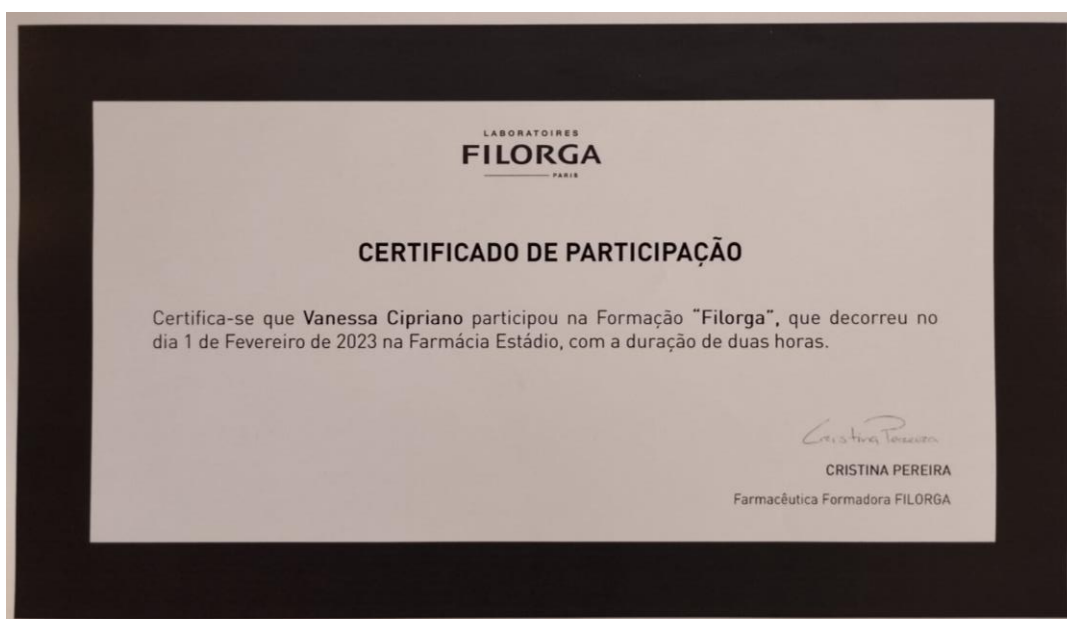 LABORATOIRES
FILORGA
PARIS
CERTIFICADO DE PARTICIPAÇÃO
Certifica-se que Vanessa Cipriano participou na Formação "Filorga", que decorreu no
dia 1 de Fevereiro de 2023 na Farmácia Estádio, com a duração de duas horas.
Cristina Pereira
CRISTINA PEREIRA
Farmacêutica Formadora FILORGA